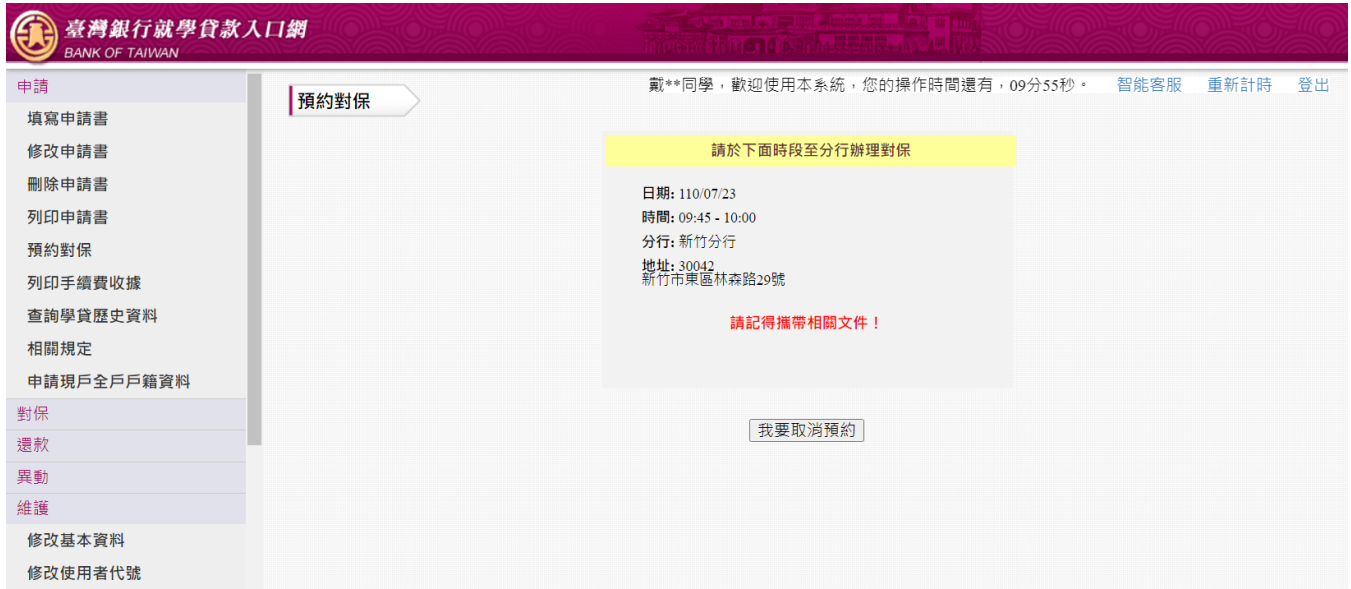 臺灣銀行就學貸款入口網
BANK OF TAIWAN
申請
填寫申請書
修改申請書
刪除申請書
列印申請書
預約對保
列印手續費收據
查詢學貸歷史資料
相關規定
申請現戶全戶戶籍資料
對保
還款
異動
維護
修改基本資料
修改使用者代號
預約對保
戴**同學，歡迎使用本系統，您的操作時間還有，09分55秒。 智能客服 重新計時 登出
請於下面時段至分行辦理對保
日期: 110/07/23
時間: 09:45 - 10:00
分行: 新竹分行
地址: 30042
新竹市東區林森路29號
請記得攜帶相關文件！
我要取消預約